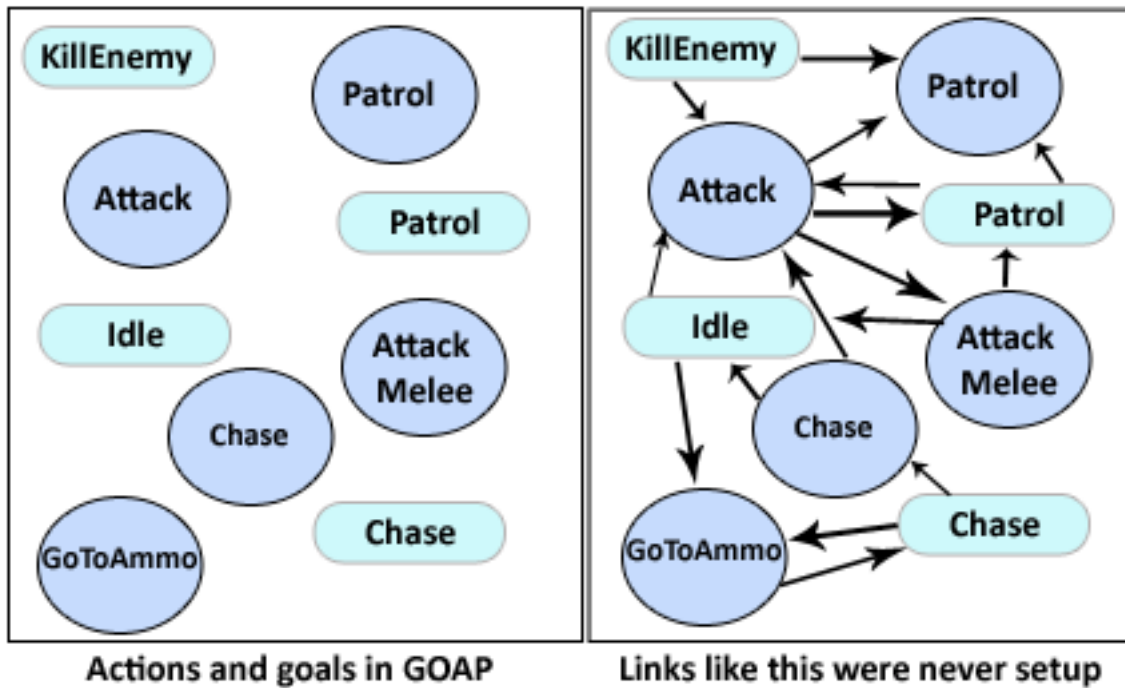 KillEnemy
Patrol
Attack
Patrol
Idle
Attack
Melee
Chase
Chase
GoToAmmo
Actions and goals in GOAP
KillEnemy
Patrol
Attack
Patrol
Idle
Attack
Melee
Chase
Chase
GoToAmmo
Links like this were never setup